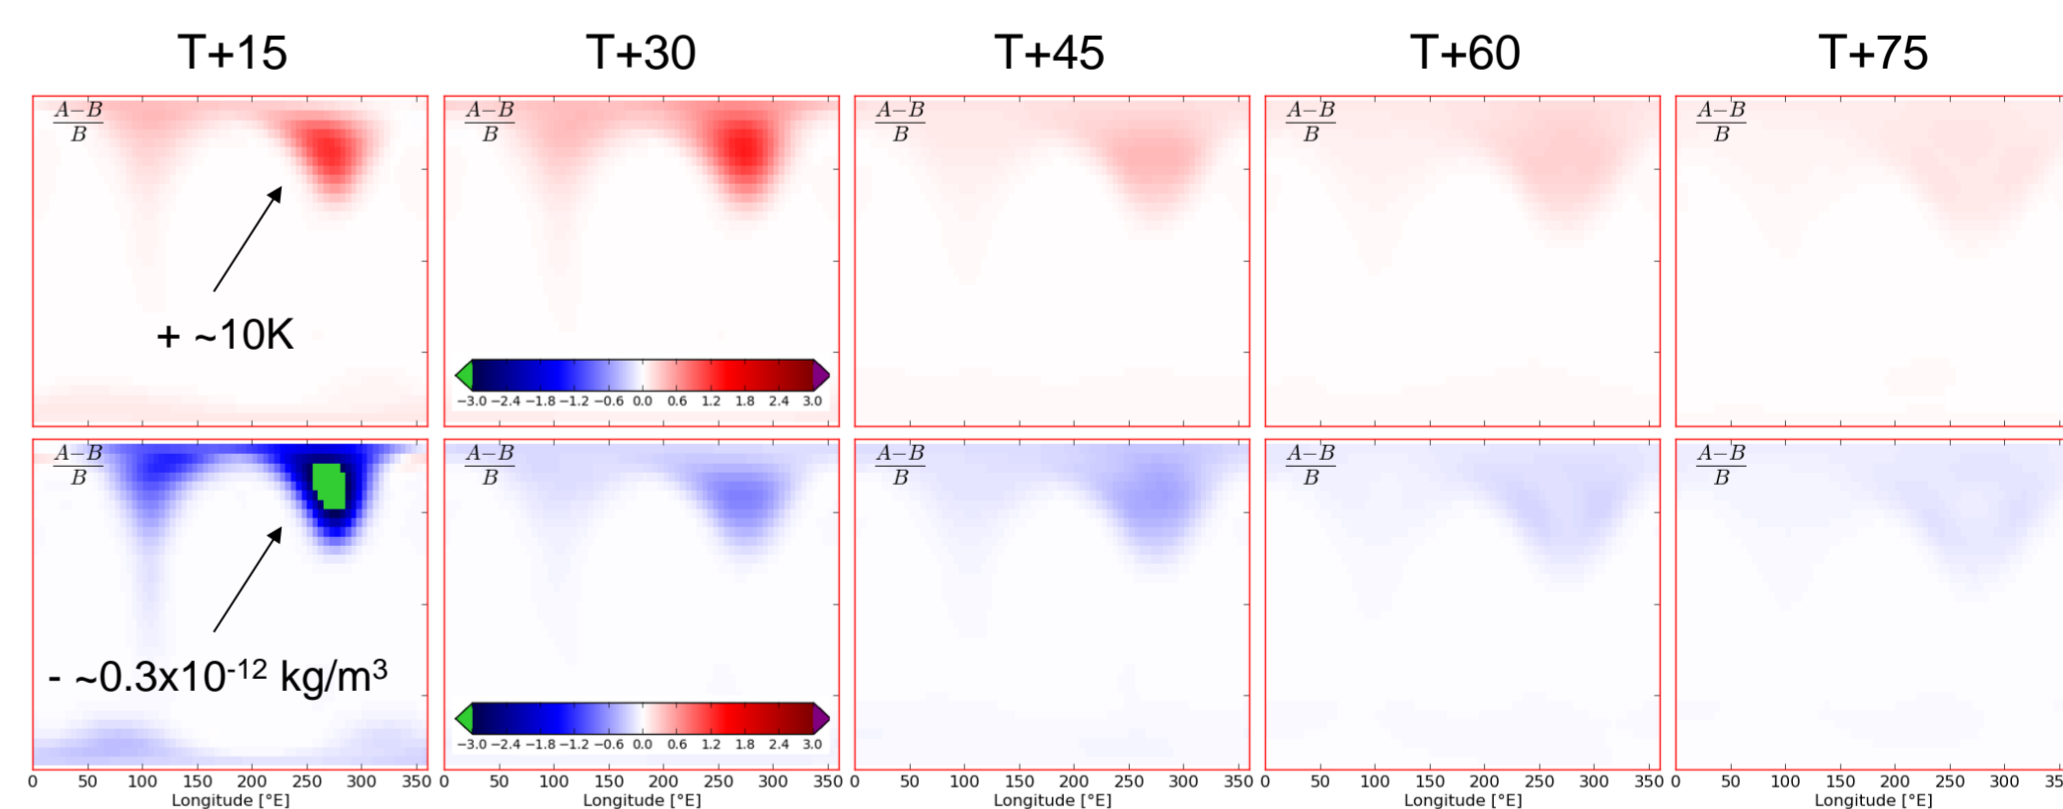 T+15 T+30 T+45 T+60 T+75
A−B A−B A−B A−B A−B
B B B B B
+ ~10K
−3.0 −2.4 −1.8 −1.2 −0.6 0.0 0.6 1.2 1.8 2.4 3.0
A−B A−B A−B A−B A−B
B B B B B
- ~0.3x10⁻¹² kg/m³
−3.0 −2.4 −1.8 −1.2 −0.6 0.0 0.6 1.2 1.8 2.4 3.0
0 50 100 150 200 250 300 350 50 100 150 200 250 300 350 50 100 150 200 250 300 350 0 50 100 150 200 250 300 350 0 50 100 150 200 250 300 35
Longitude [°E] Longitude [°E] Longitude [°E] Longitude [°E] Longitude [°E]